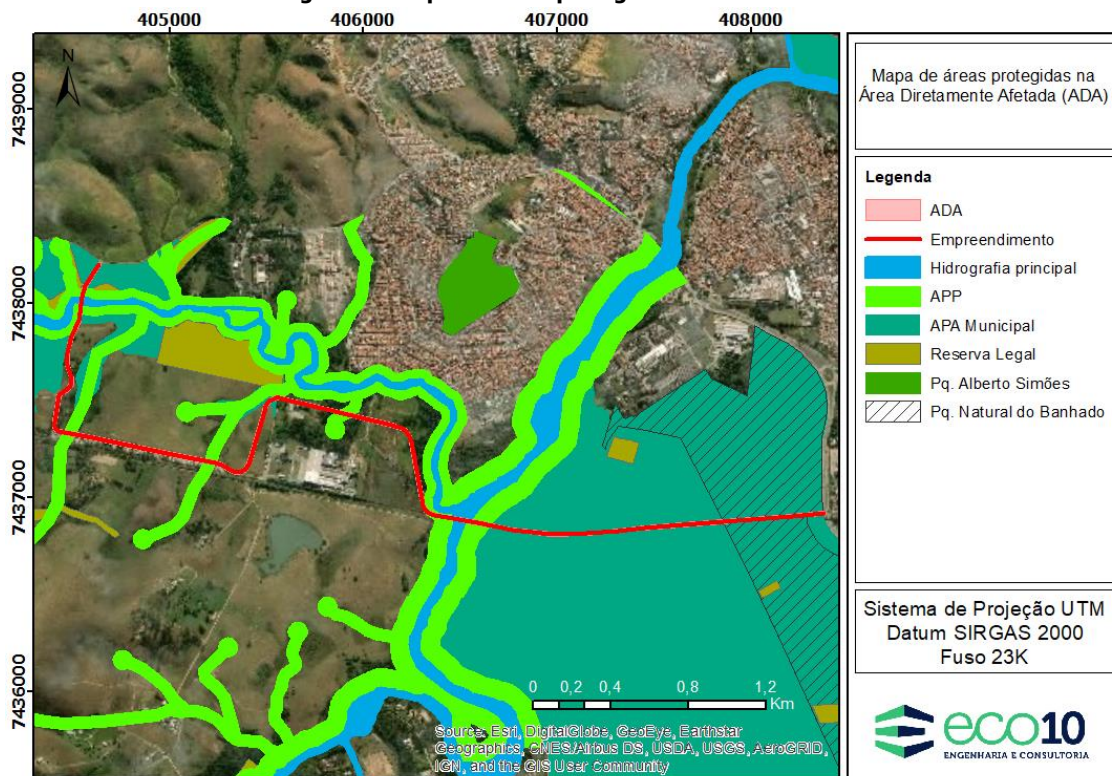 405000 406000 407000 408000
7439000
7438000
7437000
7436000
N
0 0,2 0,4 0,8 1,2
Km
Source: Esri, DigitalGlobe, GeoEye, Earthstar
Geographics, CNES/Airbus DS, USDA, USGS, AeroGRID,
IGN, and the GIS User Community
Mapa de áreas protegidas na
Área Diretamente Afetada (ADA)
Legenda
ADA
Empreendimento
Hidrografia principal
APP
APA Municipal
Reserva Legal
Pq. Alberto Simões
Pq. Natural do Banhado
Sistema de Projeção UTM
Datum SIRGAS 2000
Fuso 23K
eco10
ENGENHARIA E CONSULTORIA